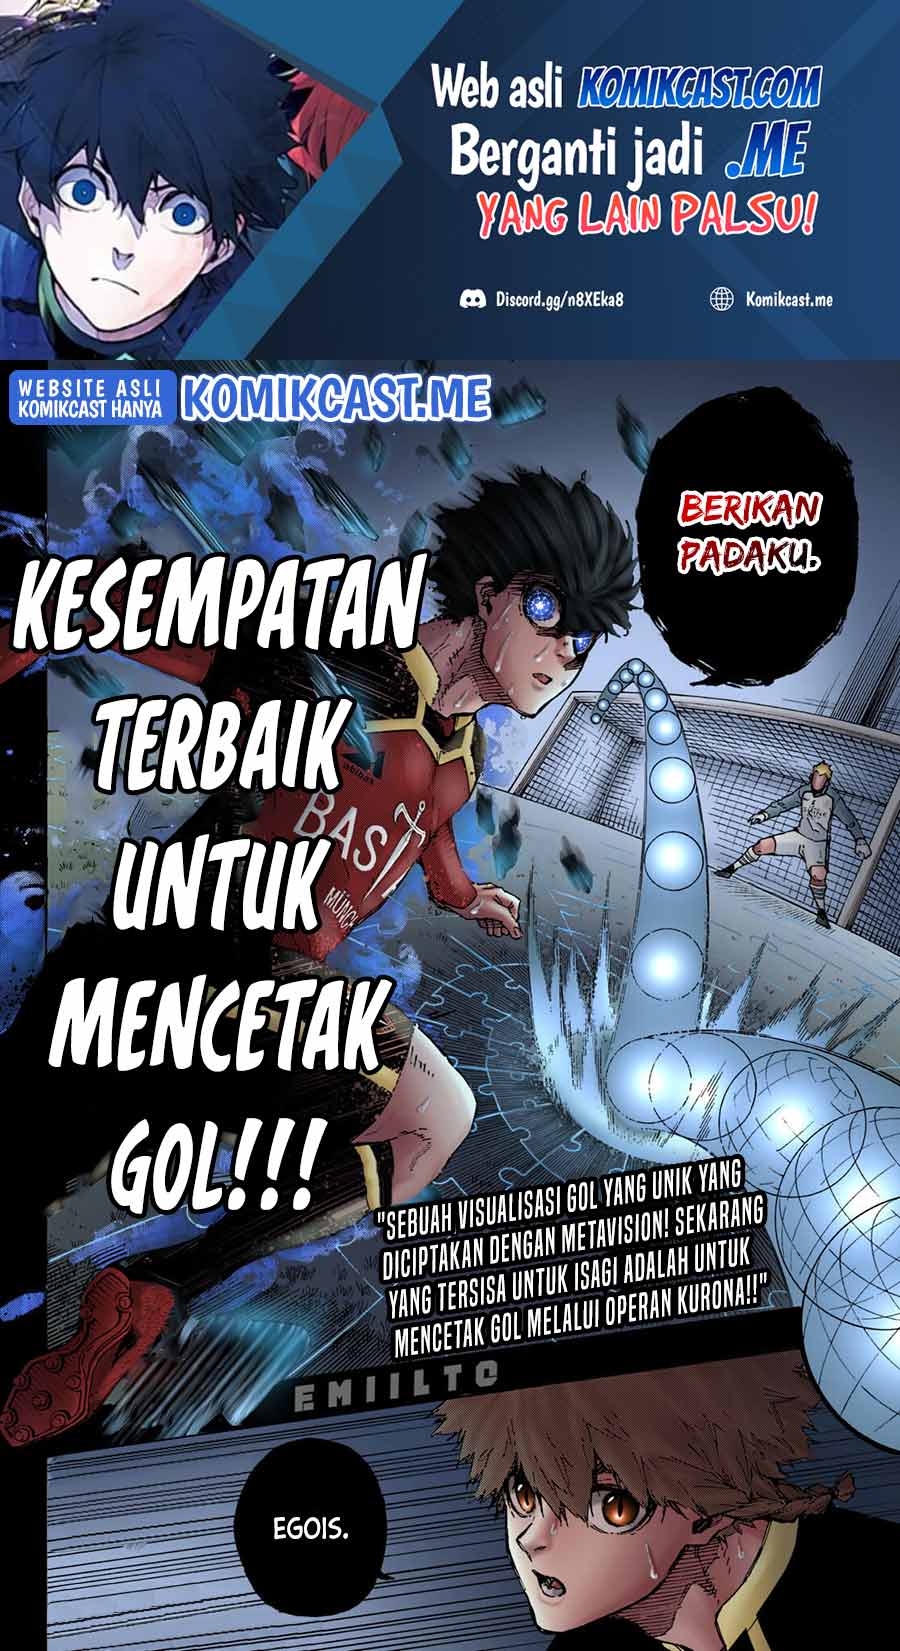 Web asli KOMIKCAST.COM
Berganti jadi .ME
YANG LAIN PALSU!
Discord.gg/n8XEka8
Komikcast.me
WEBSITE ASLI
KOMIKCAST HANYA
KOMIKCAST.ME
BERIKAN
PADAKU.
KESEMPATAN
TERBAIK
UNTUK
MENCETAK
GOL!!!
BAS
MÜNC
"SEBUAH VISUALISASI GOL YANG UNIK YANG
DICIPTAKAN DENGAN METAVISION! SEKARANG
YANG TERSISA UNTUK ISAGI ADALAH UNTUK
MENCETAK GOL MELALUI OPERAN KURONA!!"
EMIILTO
EGOIS.